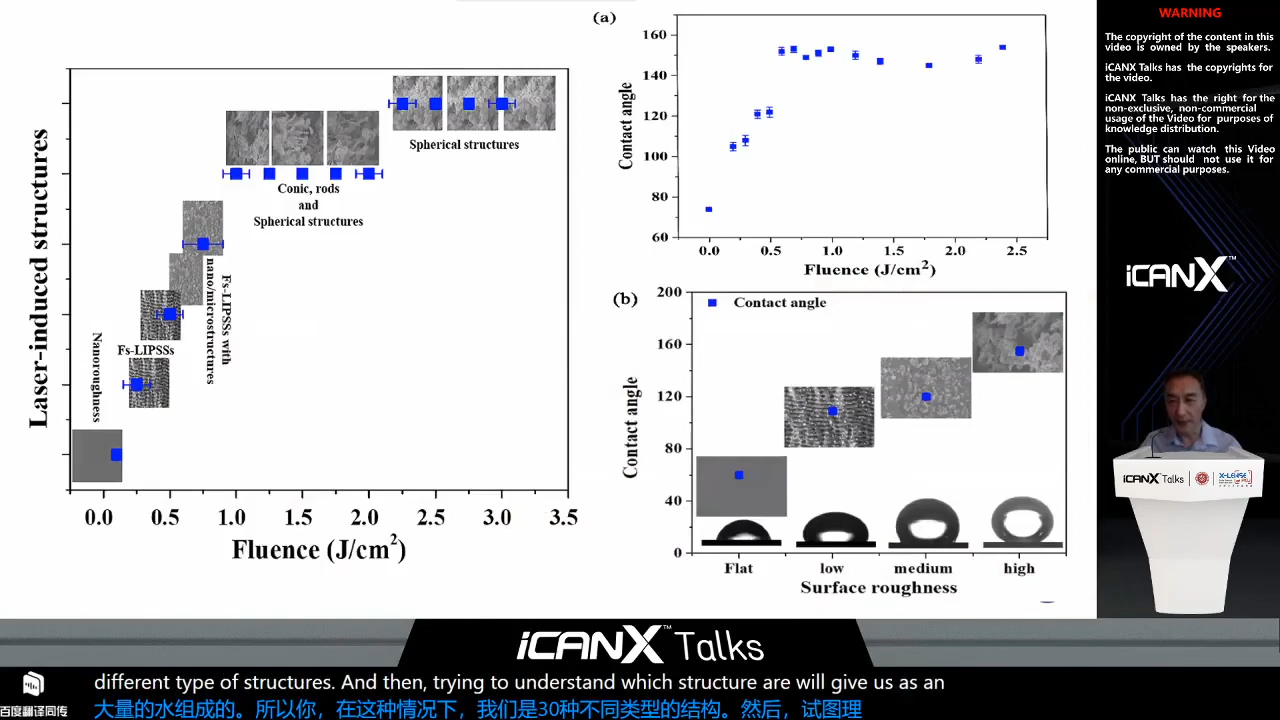 Laser-induced structures
Nanoroughness
Fs-LIPSSs
Fs-LIPSSs with
nano/microstructures
Conic, rods
and
Spherical structures
Spherical structures
0.0 0.5 1.0 1.5 2.0 2.5 3.0 3.5
Fluence (J/cm²)
(a)
Contact angle
160
140
120
100
80
60
0.0 0.5 1.0 1.5 2.0 2.5
Fluence (J/cm²)
(b)
Contact angle
Contact angle
200
160
120
80
40
0
Flat low medium high
Surface roughness
WARNING
The copyright of the content in this
video is owned by the speakers.
iCANX Talks has the copyrights for
the video.
iCANX Talks has the right for the
non-exclusive, non-commercial
usage of the Video for purposes of
knowledge distribution.
The public can watch this Video
online, BUT should not use it for
any commercial purposes.
iCANX™
iCANX Talks
X-LENSE
iCANX™ Talks
different type of structures. And then, trying to understand which structure are will give us as an
大量的水组成的。所以你，在这种情况下，我们是30种不同类型的结构。然后，试图理
百度翻译同传